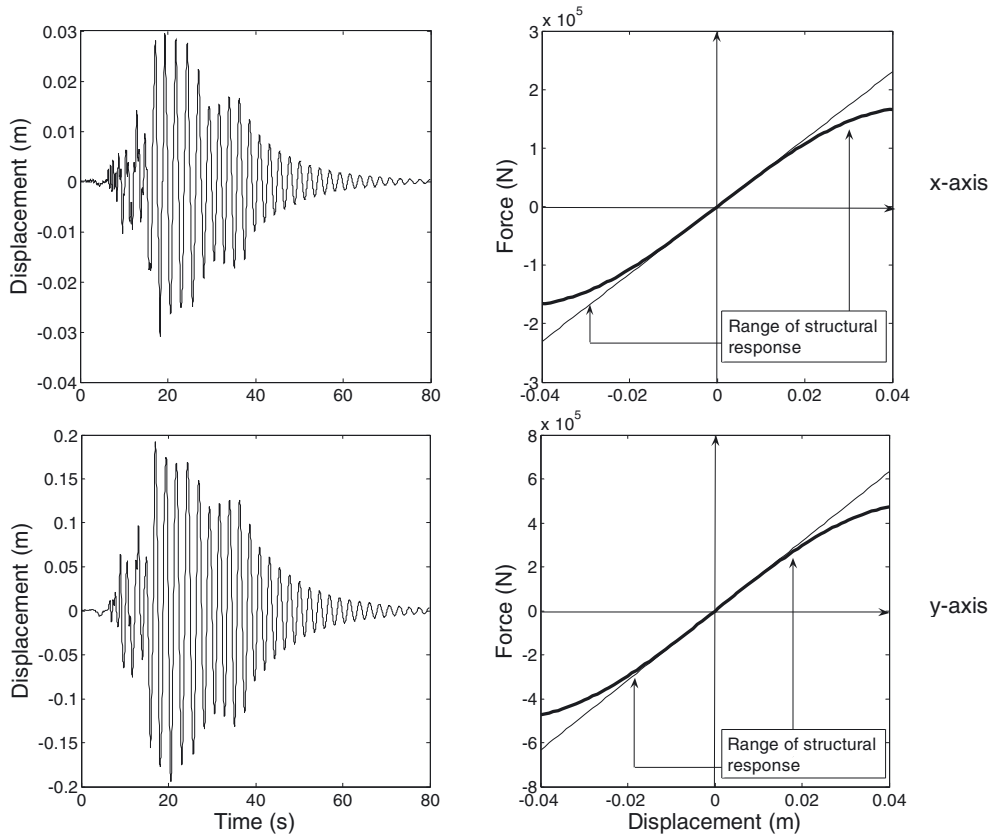 0.03
0.02
0.01
0
-0.01
-0.02
-0.03
-0.04
0 20 40 60 80
Displacement (m)
x 10^5
3
2
1
0
-1
-2
-3
-0.04 -0.02 0 0.02 0.04
Force (N)
Range of structural
response
x-axis
0.2
0.15
0.1
0.05
0
-0.05
-0.1
-0.15
-0.2
0 20 40 60 80
Displacement (m)
Time (s)
x 10^5
8
6
4
2
0
-2
-4
-6
-8
-0.04 -0.02 0 0.02 0.04
Force (N)
Displacement (m)
Range of structural
response
y-axis